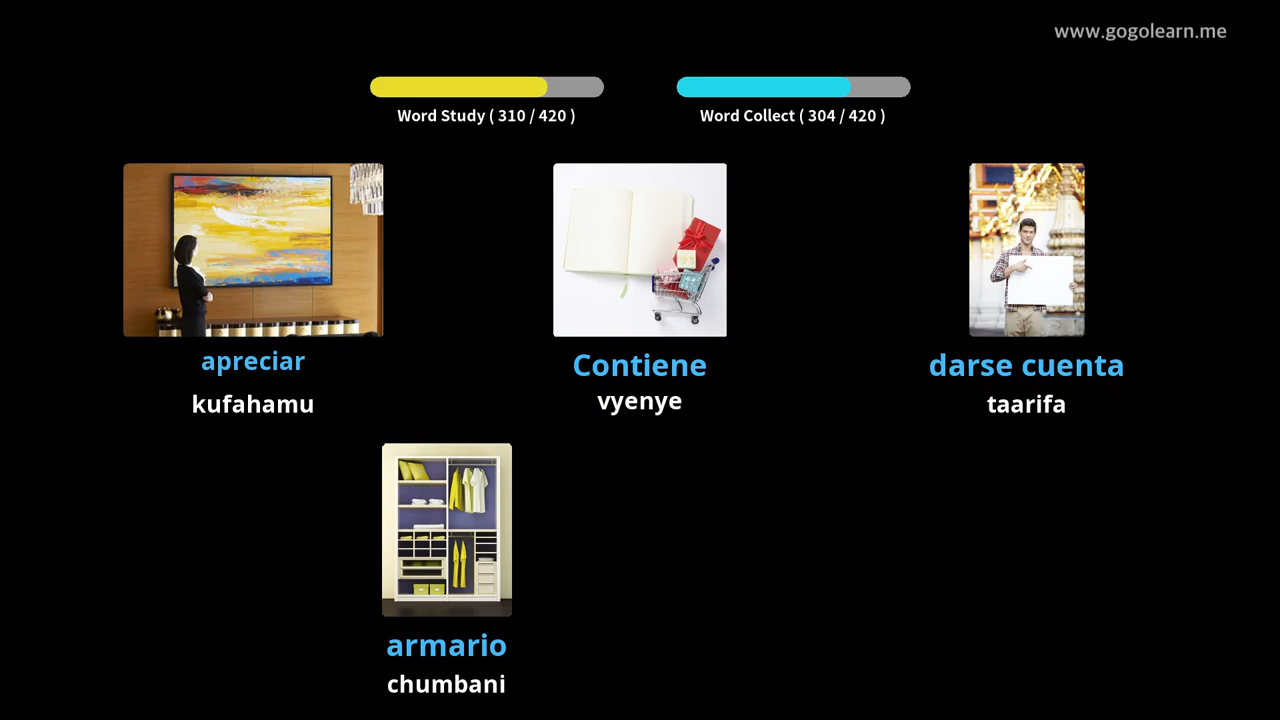 www.gogolearn.me
Word Study ( 310 / 420 )
Word Collect ( 304 / 420 )
apreciar
kufahamu
Contiene
vyenye
darse cuenta
taarifa
armario
chumbani